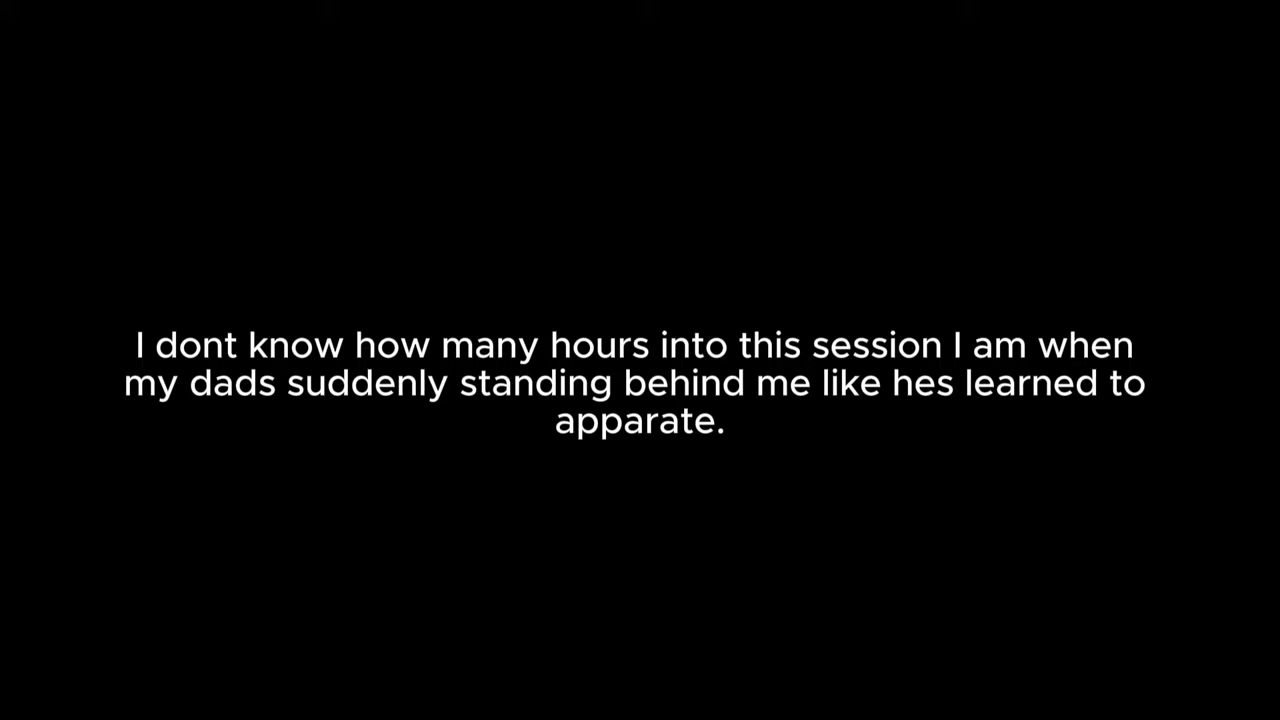 I dont know how many hours into this session I am when
my dads suddenly standing behind me like hes learned to
apparate.